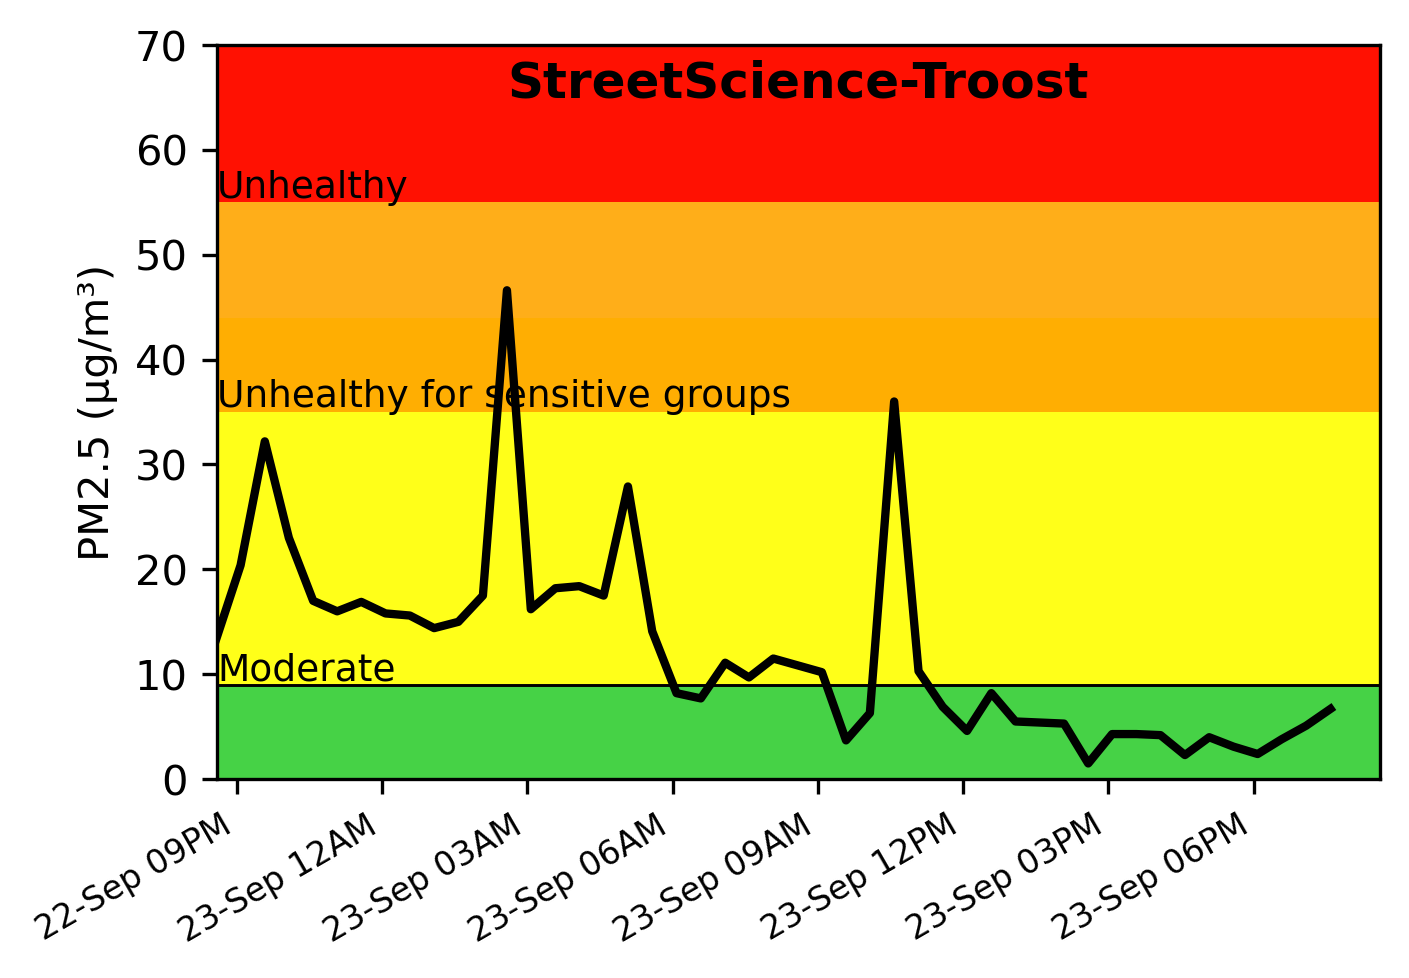 StreetScience-Troost
PM2.5 (µg/m³)
70
60
50
40
30
20
10
0
Unhealthy
Unhealthy for sensitive groups
Moderate
22-Sep 09PM
23-Sep 12AM
23-Sep 03AM
23-Sep 06AM
23-Sep 09AM
23-Sep 12PM
23-Sep 03PM
23-Sep 06PM